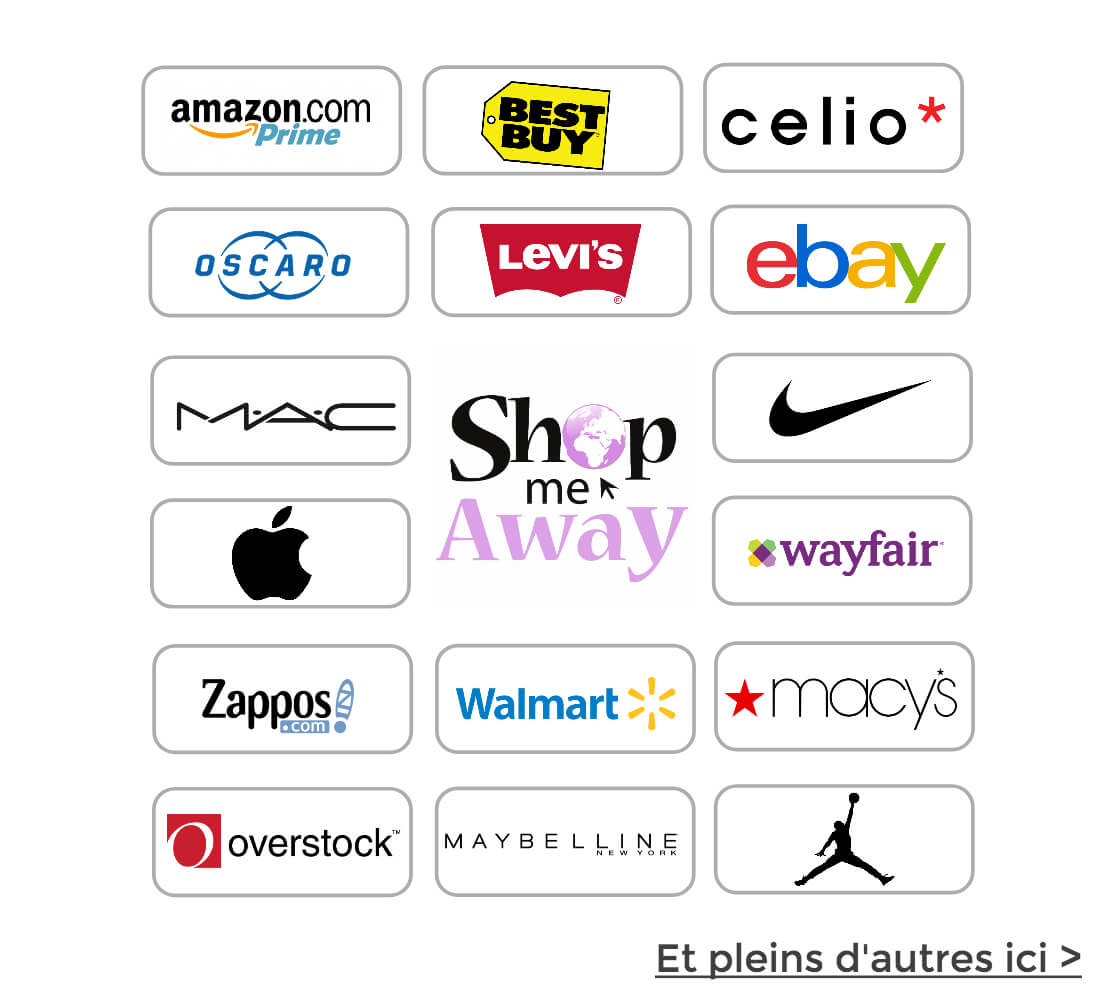 amazon.com
Prime
BEST
BUY
celio*
OSCARO
LEVI'S
®
ebay
M·A·C
Shop
me
Away
wayfair
Zappos
.com
Walmart
macy's
overstock™
MAYBELLINE
NEW YORK
Et pleins d'autres ici >